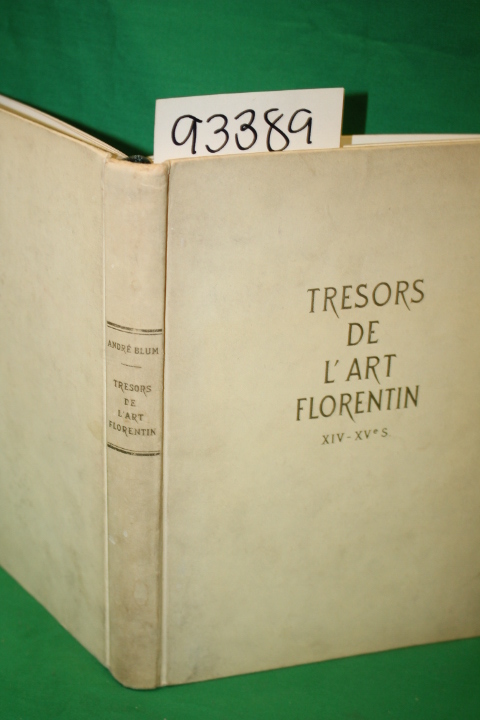 93389
TRESORS
DE
L'ART
FLORENTIN
XIV-XVe S.
ANDRÉ BLUM
TRESORS
DE
L'ART
FLORENTIN